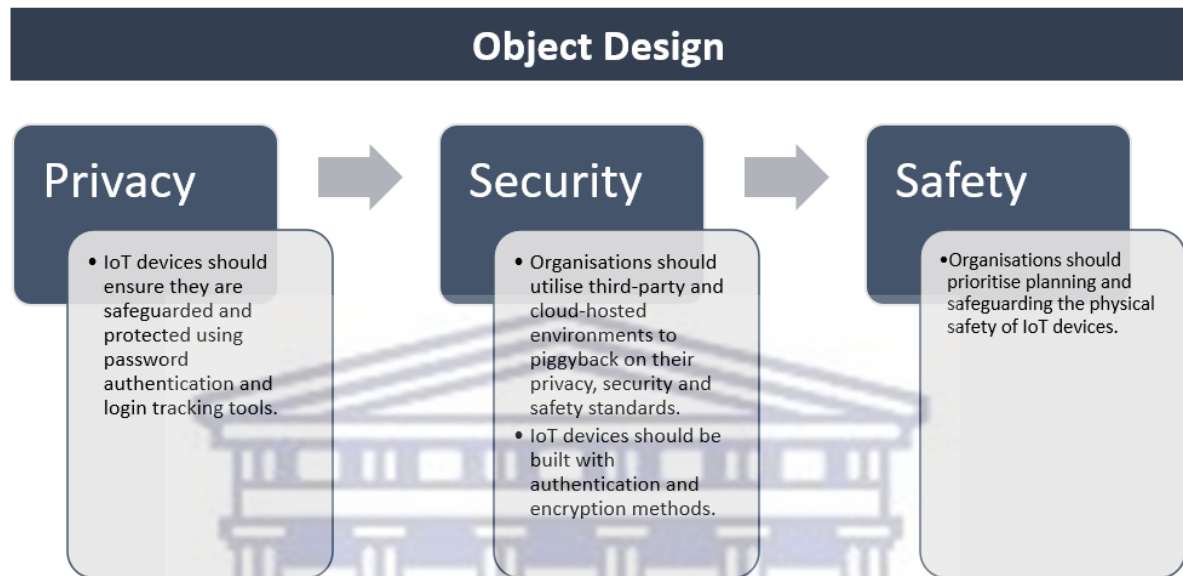 Object Design
Privacy
• IoT devices should
ensure they are
safeguarded and
protected using
password
authentication and
login tracking tools.
Security
• Organisations should
utilise third-party and
cloud-hosted
environments to
piggyback on their
privacy, security and
safety standards.
• IoT devices should be
built with
authentication and
encryption methods.
Safety
•Organisations should
prioritise planning and
safeguarding the physical
safety of IoT devices.